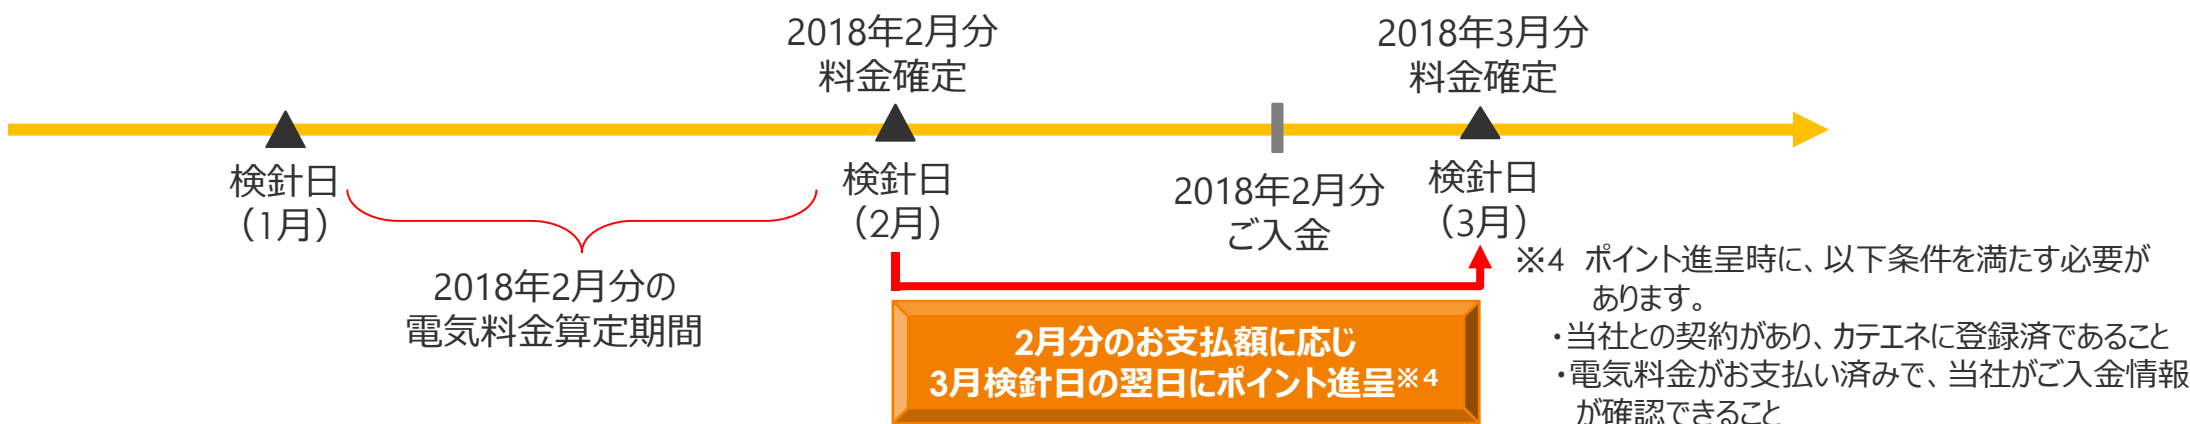 2018年2月分
料金確定
2018年3月分
料金確定
検針日
（1月）
検針日
（2月）
2018年2月分
ご入金
検針日
（3月）
2018年2月分の
電気料金算定期間
2月分のお支払額に応じ
3月検針日の翌日にポイント進呈※4
※4 ポイント進呈時に、以下条件を満たす必要が
あります。
・当社との契約があり、カテエネに登録済であること
・電気料金がお支払い済みで、当社がご入金情報
が確認できること